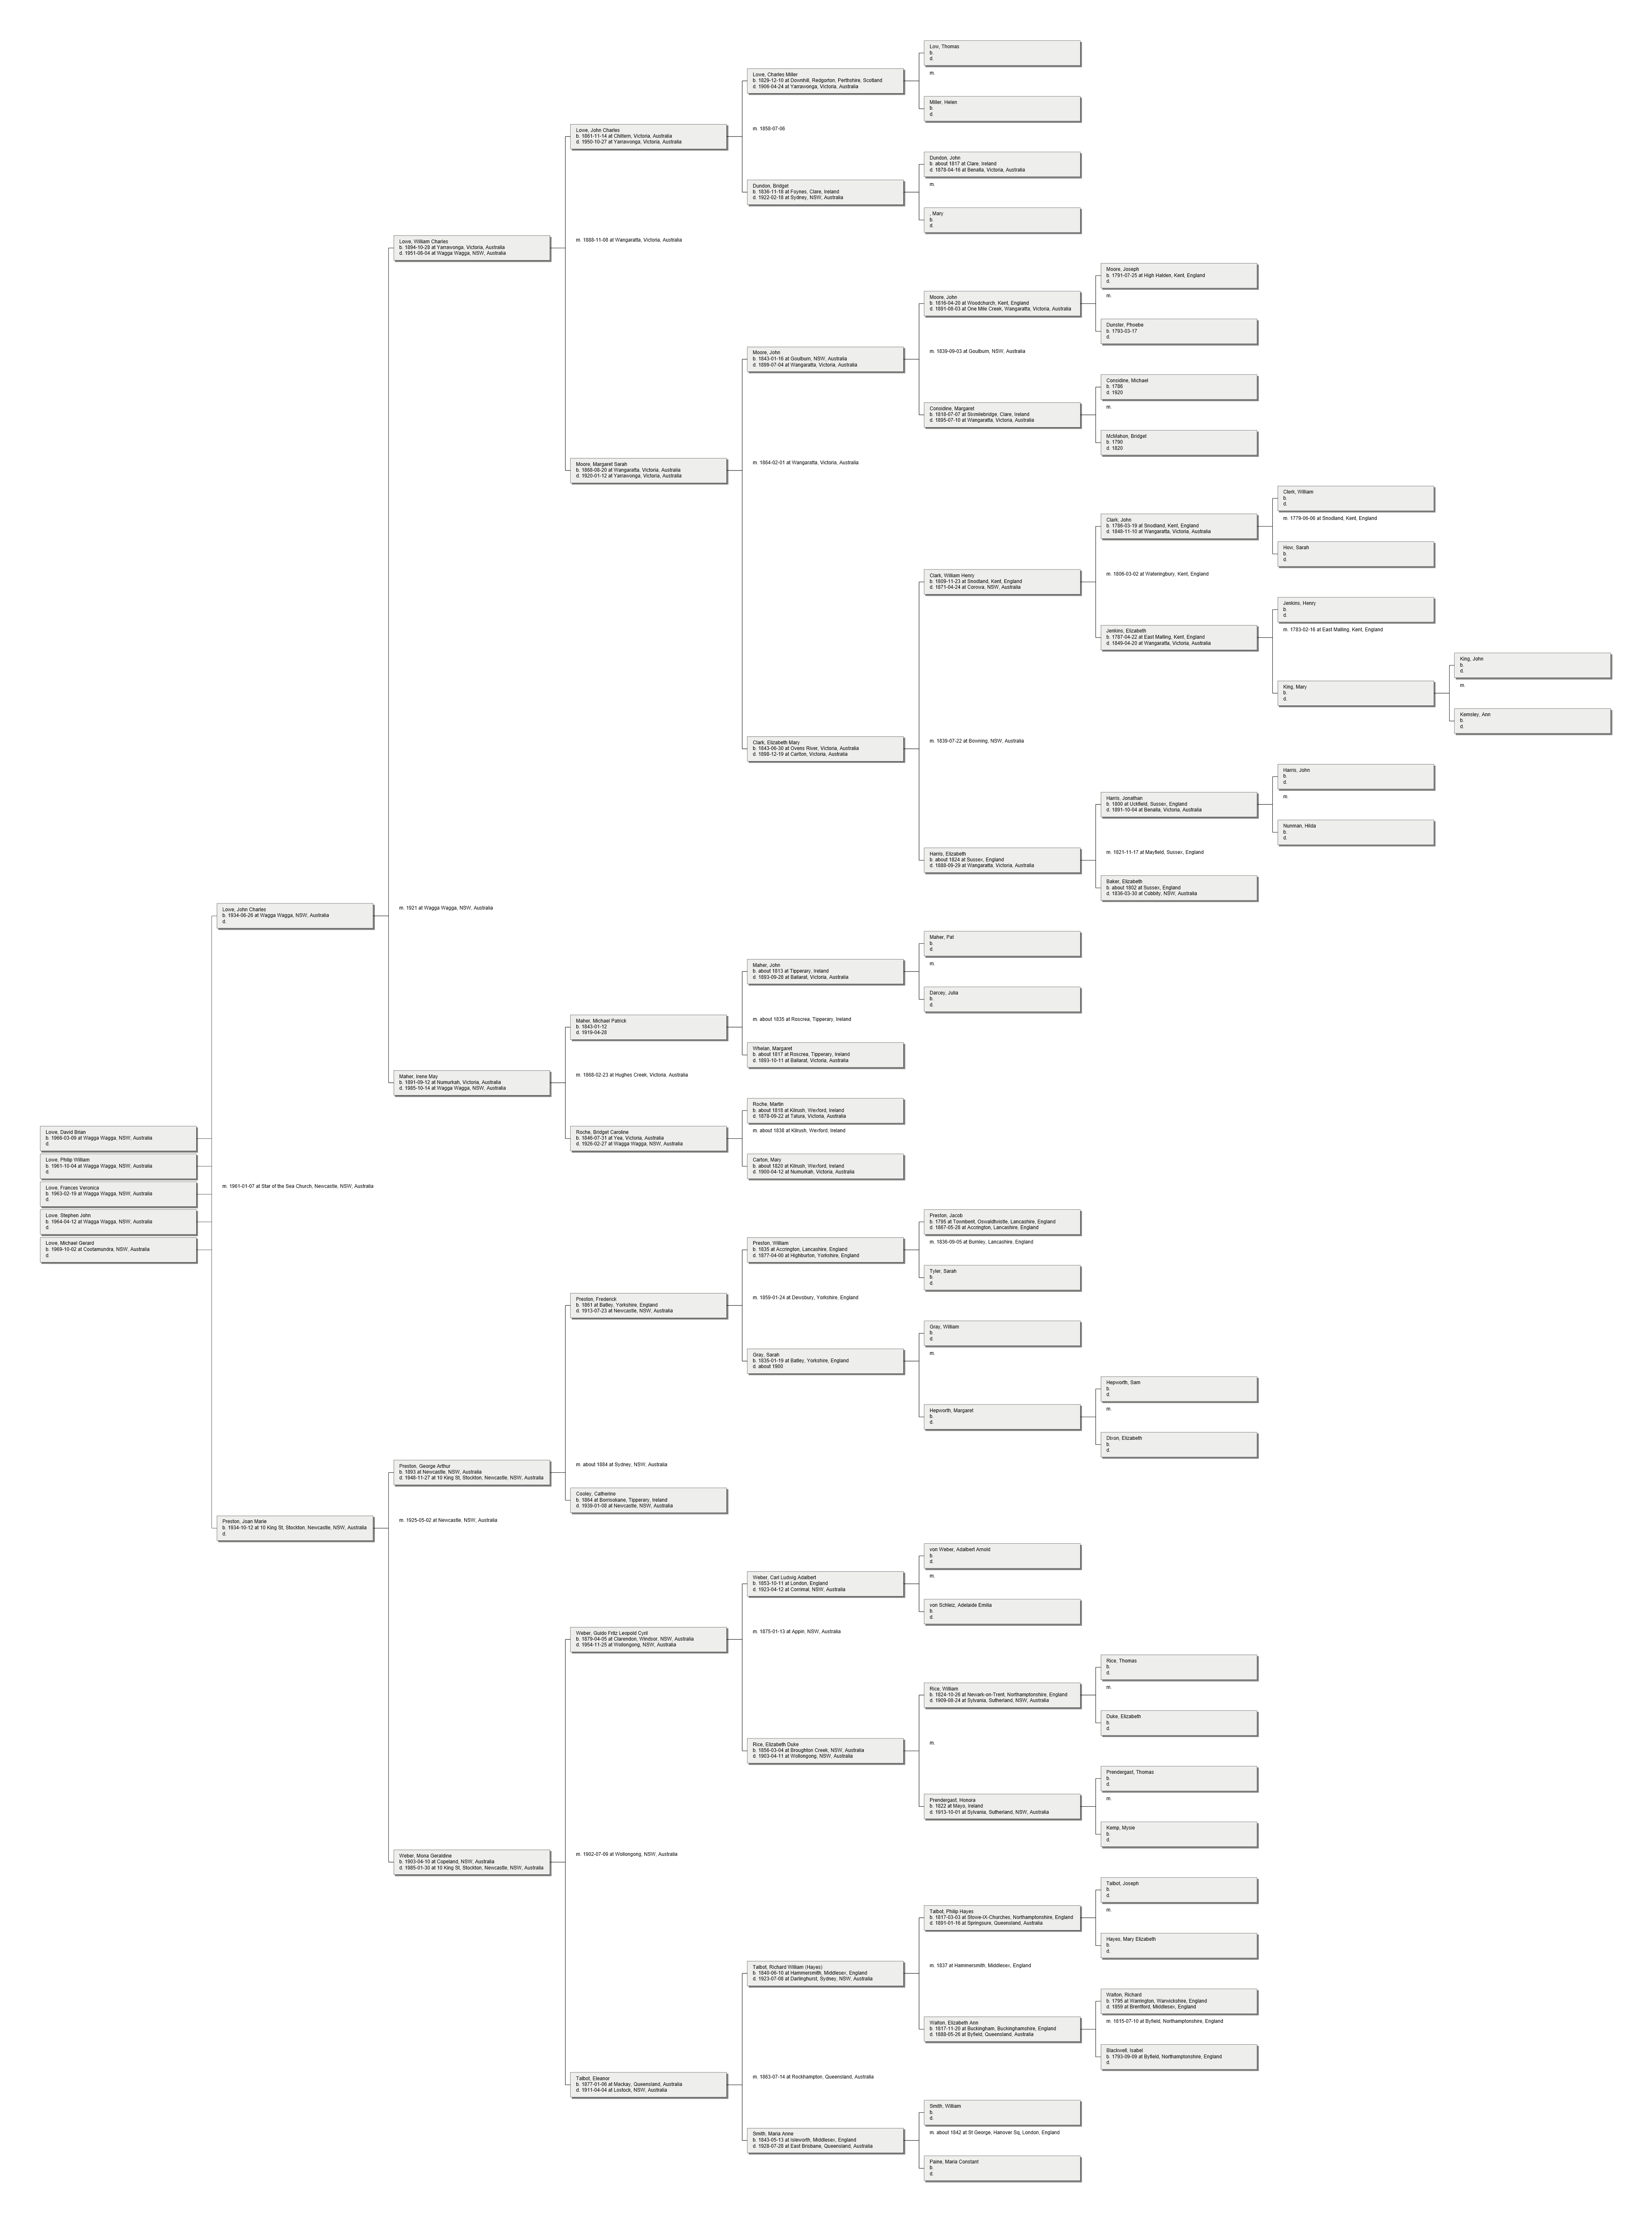 Low, Thomas
b.
d.
Lowe, Charles Miller
b. 1829-12-10 at Downhill, Redgorton, Perthshire, Scotland
d. 1906-04-24 at Yarrawonga, Victoria, Australia
m.
Miller, Helen
b.
d.
Lowe, John Charles
b. 1861-11-14 at Chiltern, Victoria, Australia
d. 1950-10-27 at Yarrawonga, Victoria, Australia
m. 1858-07-06
Dundon, John
b. about 1817 at Clare, Ireland
d. 1878-04-16 at Benalla, Victoria, Australia
Dundon, Bridget
b. 1836-11-18 at Foynes, Clare, Ireland
d. 1922-02-18 at Sydney, NSW, Australia
m.
, Mary
b.
d.
Lowe, William Charles
b. 1894-10-28 at Yarrawonga, Victoria, Australia
d. 1951-08-04 at Wagga Wagga, NSW, Australia
m. 1888-11-08 at Wangaratta, Victoria, Australia
Moore, Joseph
b. 1791-07-25 at High Halden, Kent, England
d.
Moore, John
b. 1816-04-20 at Woodchurch, Kent, England
d. 1891-08-03 at One Mile Creek, Wangaratta, Victoria, Australia
m.
Dunster, Phoebe
b. 1793-03-17
d.
Moore, John
b. 1843-01-16 at Goulburn, NSW, Australia
d. 1899-07-04 at Wangaratta, Victoria, Australia
m. 1839-09-03 at Goulburn, NSW, Australia
Considine, Michael
b. 1786
d. 1920
Considine, Margaret
b. 1818-07-07 at Sixmilebridge, Clare, Ireland
d. 1895-07-10 at Wangaratta, Victoria, Australia
m.
McMahon, Bridget
b. 1790
d. 1820
Moore, Margaret Sarah
b. 1868-08-20 at Wangaratta, Victoria, Australia
d. 1920-01-12 at Yarrawonga, Victoria, Australia
m. 1864-02-01 at Wangaratta, Victoria, Australia
Clerk, William
b.
d.
Clark, John
b. 1786-03-19 at Snodland, Kent, England
d. 1848-11-10 at Wangaratta, Victoria, Australia
m. 1779-06-06 at Snodland, Kent, England
How, Sarah
b.
d.
Clark, William Henry
b. 1809-11-23 at Snodland, Kent, England
d. 1871-04-24 at Corowa, NSW, Australia
m. 1806-03-02 at Wateringbury, Kent, England
Jenkins, Henry
b.
d.
Jenkins, Elizabeth
b. 1787-04-22 at East Malling, Kent, England
d. 1849-04-20 at Wangaratta, Victoria, Australia
m. 1783-02-16 at East Malling, Kent, England
King, John
b.
d.
King, Mary
b.
d.
m.
Kemsley, Ann
b.
d.
Clark, Elizabeth Mary
b. 1843-06-30 at Ovens River, Victoria, Australia
d. 1898-12-19 at Carlton, Victoria, Australia
m. 1839-07-22 at Bowning, NSW, Australia
Harris, John
b.
d.
Harris, Jonathan
b. 1800 at Uckfield, Sussex, England
d. 1891-10-04 at Benalla, Victoria, Australia
m.
Nunman, Hilda
b.
d.
Harris, Elizabeth
b. about 1824 at Sussex, England
d. 1888-09-29 at Wangaratta, Victoria, Australia
m. 1821-11-17 at Mayfield, Sussex, England
Baker, Elizabeth
b. about 1802 at Sussex, England
d. 1836-03-30 at Cobbity, NSW, Australia
Lowe, John Charles
b. 1934-06-26 at Wagga Wagga, NSW, Australia
d.
m. 1921 at Wagga Wagga, NSW, Australia
Maher, Pat
b.
d.
Maher, John
b. about 1813 at Tipperary, Ireland
d. 1893-09-28 at Ballarat, Victoria, Australia
m.
Darcey, Julia
b.
d.
Maher, Michael Patrick
b. 1843-01-12
d. 1919-04-28
m. about 1835 at Roscrea, Tipperary, Ireland
Whelan, Margaret
b. about 1817 at Roscrea, Tipperary, Ireland
d. 1893-10-11 at Ballarat, Victoria, Australia
Maher, Irene May
b. 1891-09-12 at Numurkah, Victoria, Australia
d. 1985-10-14 at Wagga Wagga, NSW, Australia
m. 1868-02-23 at Hughes Creek, Victoria, Australia
Roche, Martin
b. about 1818 at Kilrush, Wexford, Ireland
d. 1878-09-22 at Tatura, Victoria, Australia
Roche, Bridget Caroline
b. 1846-07-31 at Yea, Victoria, Australia
d. 1926-02-27 at Wagga Wagga, NSW, Australia
m. about 1838 at Kilrush, Wexford, Ireland
Carton, Mary
b. about 1820 at Kilrush, Wexford, Ireland
d. 1900-04-12 at Numurkah, Victoria, Australia
Lowe, David Brian
b. 1966-03-09 at Wagga Wagga, NSW, Australia
d.
Lowe, Philip William
b. 1961-10-04 at Wagga Wagga, NSW, Australia
d.
Lowe, Frances Veronica
b. 1963-02-19 at Wagga Wagga, NSW, Australia
d.
Lowe, Stephen John
b. 1964-04-12 at Wagga Wagga, NSW, Australia
d.
Lowe, Michael Gerard
b. 1969-10-02 at Cootamundra, NSW, Australia
d.
m. 1961-01-07 at Star of the Sea Church, Newcastle, NSW, Australia
Preston, Jacob
b. 1795 at Townbent, Oswaldtwistle, Lancashire, England
d. 1867-05-28 at Accrington, Lancashire, England
Preston, William
b. 1835 at Accrington, Lancashire, England
d. 1877-04-00 at Highburton, Yorkshire, England
m. 1836-09-05 at Burnley, Lancashire, England
Tyler, Sarah
b.
d.
Preston, Frederick
b. 1861 at Batley, Yorkshire, England
d. 1913-07-23 at Newcastle, NSW, Australia
m. 1859-01-24 at Dewsbury, Yorkshire, England
Gray, William
b.
d.
Gray, Sarah
b. 1835-01-19 at Batley, Yorkshire, England
d. about 1900
m.
Hepworth, Sam
b.
d.
Hepworth, Margaret
b.
d.
m.
Dixon, Elizabeth
b.
d.
Preston, George Arthur
b. 1893 at Newcastle, NSW, Australia
d. 1948-11-27 at 10 King St, Stockton, Newcastle, NSW, Australia
m. about 1884 at Sydney, NSW, Australia
Cooley, Catherine
b. 1864 at Borrisokane, Tipperary, Ireland
d. 1939-01-08 at Newcastle, NSW, Australia
Preston, Joan Marie
b. 1934-10-12 at 10 King St, Stockton, Newcastle, NSW, Australia
d.
m. 1925-05-02 at Newcastle, NSW, Australia
von Weber, Adalbert Arnold
b.
d.
Weber, Carl Ludwig Adalbert
b. 1853-10-11 at London, England
d. 1923-04-12 at Corrimal, NSW, Australia
m.
von Schleiz, Adelaide Emilia
b.
d.
Weber, Guido Fritz Leopold Cyril
b. 1879-04-05 at Clarendon, Windsor, NSW, Australia
d. 1954-11-25 at Wollongong, NSW, Australia
m. 1875-01-13 at Appin, NSW, Australia
Rice, Thomas
b.
d.
Rice, William
b. 1824-10-26 at Newark-on-Trent, Northamptonshire, England
d. 1909-08-24 at Sylvania, Sutherland, NSW, Australia
m.
Duke, Elizabeth
b.
d.
Rice, Elizabeth Duke
b. 1856-03-04 at Broughton Creek, NSW, Australia
d. 1903-04-11 at Wollongong, NSW, Australia
m.
Prendergast, Thomas
b.
d.
Prendergast, Honora
b. 1822 at Mayo, Ireland
d. 1913-10-01 at Sylvania, Sutherland, NSW, Australia
m.
Kemp, Mysie
b.
d.
Weber, Mona Geraldine
b. 1903-04-10 at Copeland, NSW, Australia
d. 1985-01-30 at 10 King St, Stockton, Newcastle, NSW, Australia
m. 1902-07-09 at Wollongong, NSW, Australia
Talbot, Joseph
b.
d.
Talbot, Philip Hayes
b. 1817-03-03 at Stowe-IX-Churches, Northamptonshire, England
d. 1891-01-16 at Springsure, Queensland, Australia
m.
Hayes, Mary Elizabeth
b.
d.
Talbot, Richard William (Hayes)
b. 1840-06-10 at Hammersmith, Middlesex, England
d. 1923-07-08 at Darlinghurst, Sydney, NSW, Australia
m. 1837 at Hammersmith, Middlesex, England
Walton, Richard
b. 1795 at Warrington, Warwickshire, England
d. 1859 at Brentford, Middlesex, England
Walton, Elizabeth Ann
b. 1817-11-20 at Buckingham, Buckinghamshire, England
d. 1888-05-26 at Byfield, Queensland, Australia
m. 1815-07-10 at Byfield, Northamptonshire, England
Blackwell, Isabel
b. 1793-09-09 at Byfield, Northamptonshire, England
d.
Talbot, Eleanor
b. 1877-01-06 at Mackay, Queensland, Australia
d. 1911-04-04 at Lostock, NSW, Australia
m. 1863-07-14 at Rockhampton, Queensland, Australia
Smith, William
b.
d.
Smith, Maria Anne
b. 1843-05-13 at Isleworth, Middlesex, England
d. 1928-07-28 at East Brisbane, Queensland, Australia
m. about 1842 at St George, Hanover Sq, London, England
Paine, Maria Constant
b.
d.